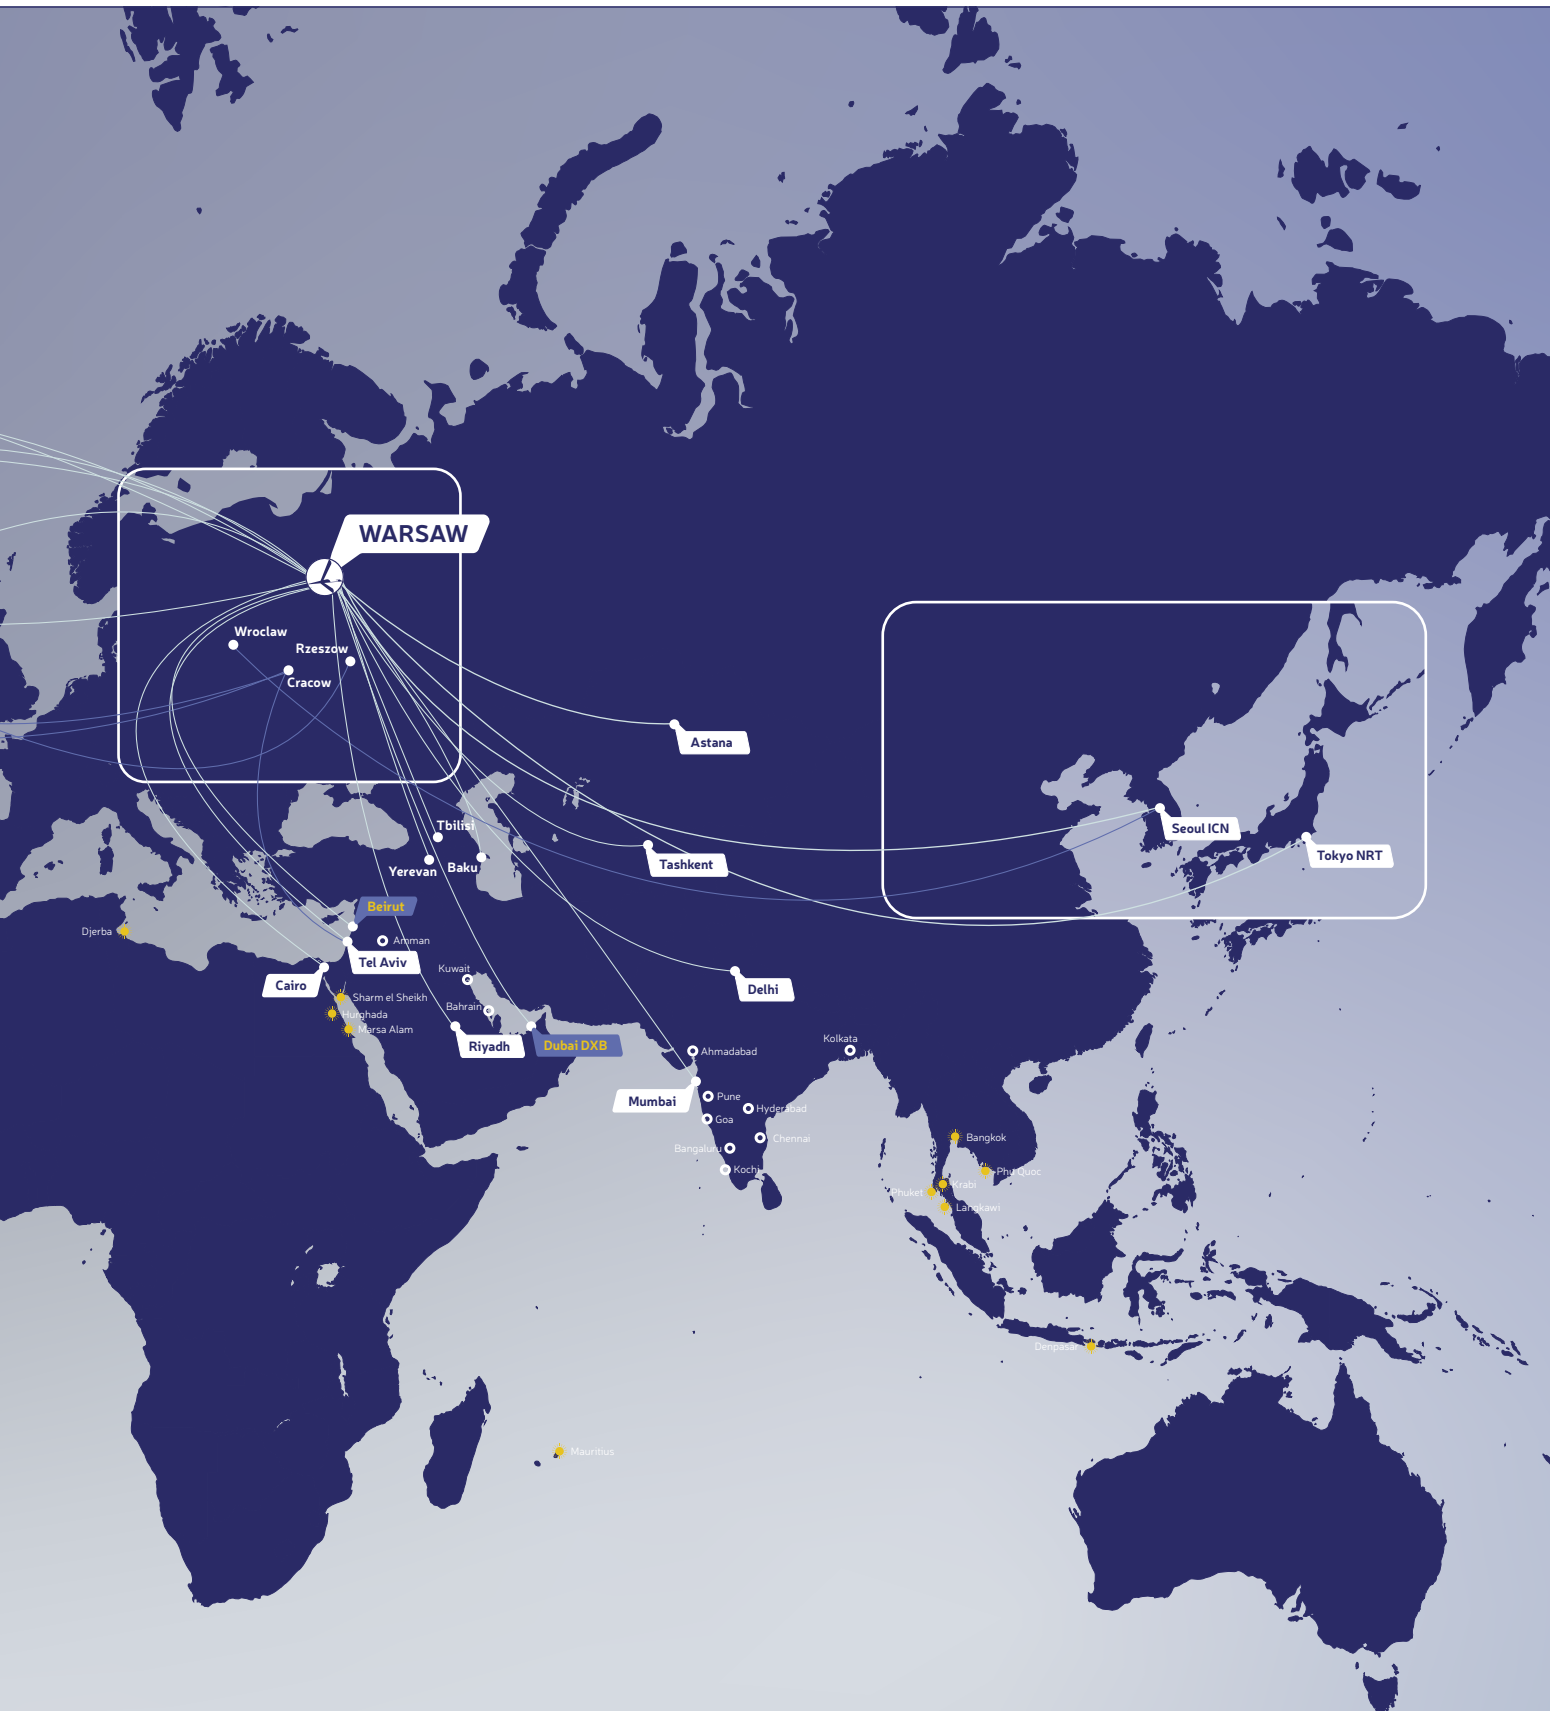 WARSAW
Wroclaw
Rzeszow
Cracow
Astana
Tbilisi
Seoul ICN
Tokyo NRT
Tashkent
Yerevan
Baku
Beirut
Djerba
Amman
Tel Aviv
Kuwait
Cairo
Delhi
Sharm el Sheikh
Bahrain
Hurghada
Marsa Alam
Riyadh
Dubai DXB
Kolkata
Ahmadabad
Mumbai
Pune
Hyderabad
Goa
Chennai
Bangkok
Bangaluru
Kochi
Phu Quoc
Krabi
Phuket
Langkawi
Denpasar
Mauritius